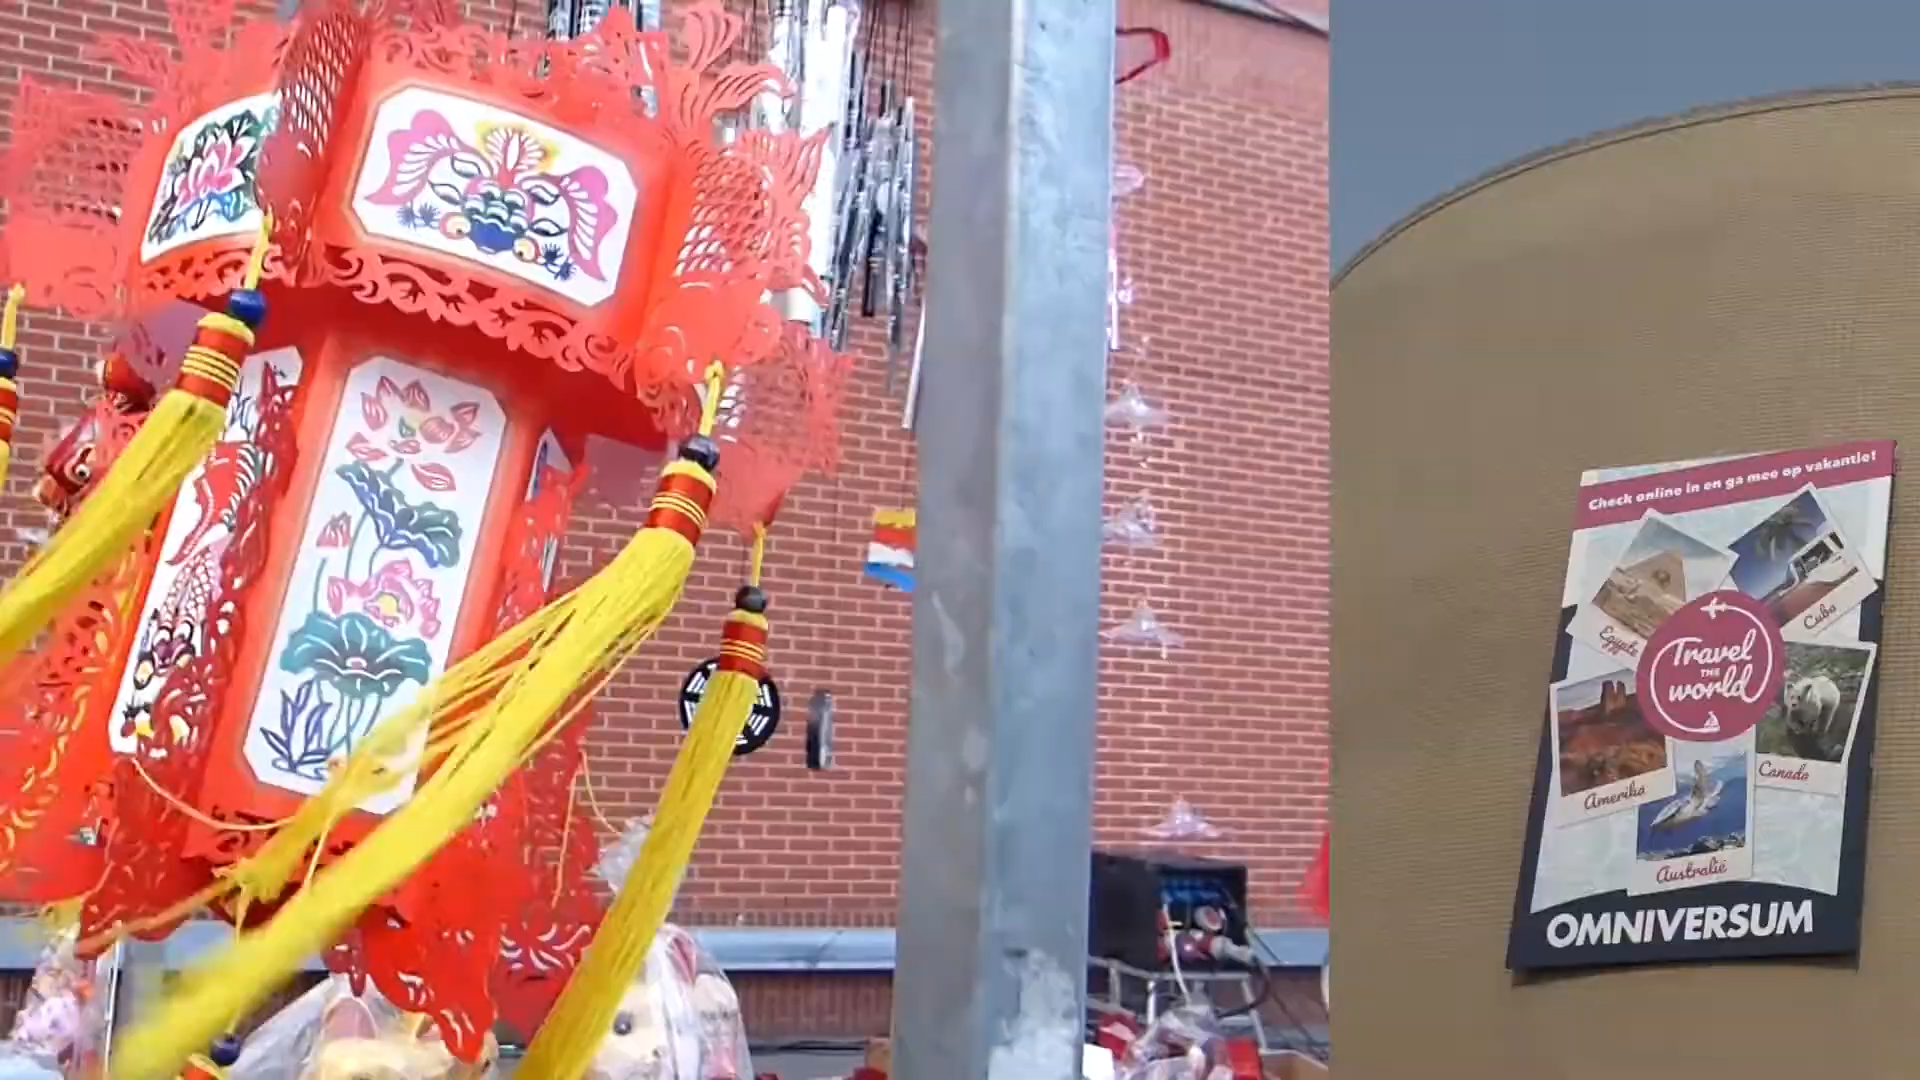 Check online in en ga mee op vakantie!
Egypte
Cuba
Travel
THE
world
Amerika
Canada
Australië
OMNIVERSUM